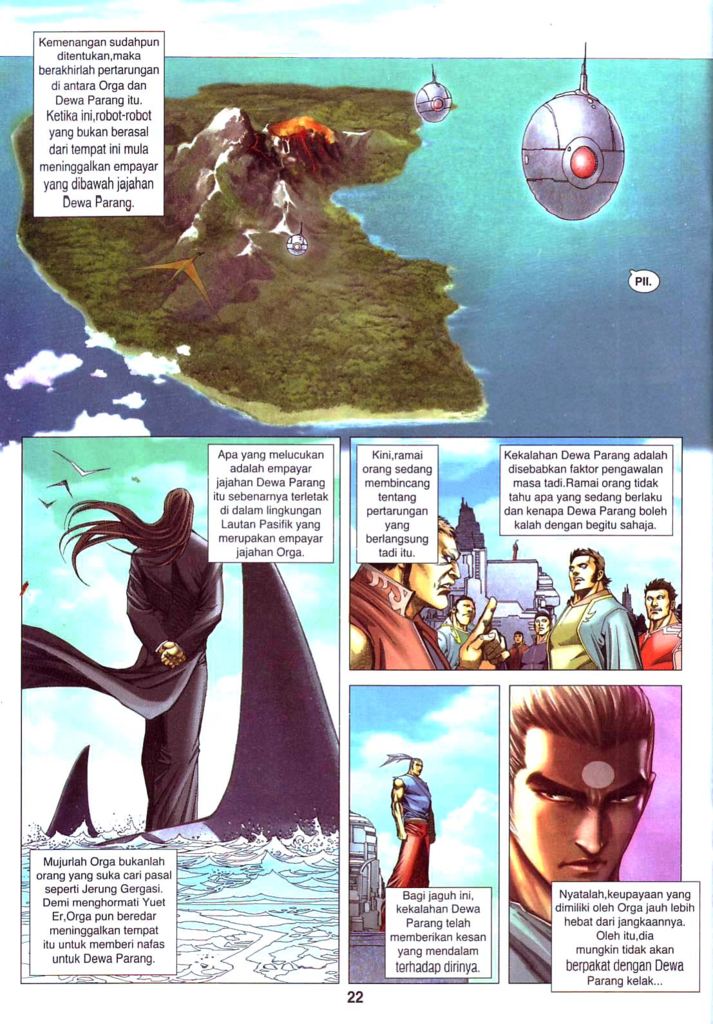 Kemenangan sudahpun
ditentukan,maka
berakhirlah pertarungan
di antara Orga dan
Dewa Parang itu.
Ketika ini,robot-robot
yang bukan berasal
dari tempat ini mula
meninggalkan empayar
yang dibawah jajahan
Dewa Parang.
PII.
Apa yang melucukan
adalah empayar
jajahan Dewa Parang
itu sebenarnya terletak
di dalam lingkungan
Lautan Pasifik yang
merupakan empayar
jajahan Orga.
Kini,ramai
orang sedang
membincang
tentang
pertarungan
yang
berlangsung
tadi itu.
Kekalahan Dewa Parang adalah
disebabkan faktor pengawalan
masa tadi.Ramai orang tidak
tahu apa yang sedang berlaku
dan kenapa Dewa Parang boleh
kalah dengan begitu sahaja.
Mujurlah Orga bukanlah
orang yang suka cari pasal
seperti Jerung Gergasi.
Demi menghormati Yuet
Er,Orga pun beredar
meninggalkan tempat
itu untuk memberi nafas
untuk Dewa Parang.
Bagi jaguh ini,
kekalahan Dewa
Parang telah
memberikan kesan
yang mendalam
terhadap dirinya.
Nyatalah,keupayaan yang
dimiliki oleh Orga jauh lebih
hebat dari jangkaannya.
Oleh itu,dia
mungkin tidak akan
berpakat dengan Dewa
Parang kelak...
22